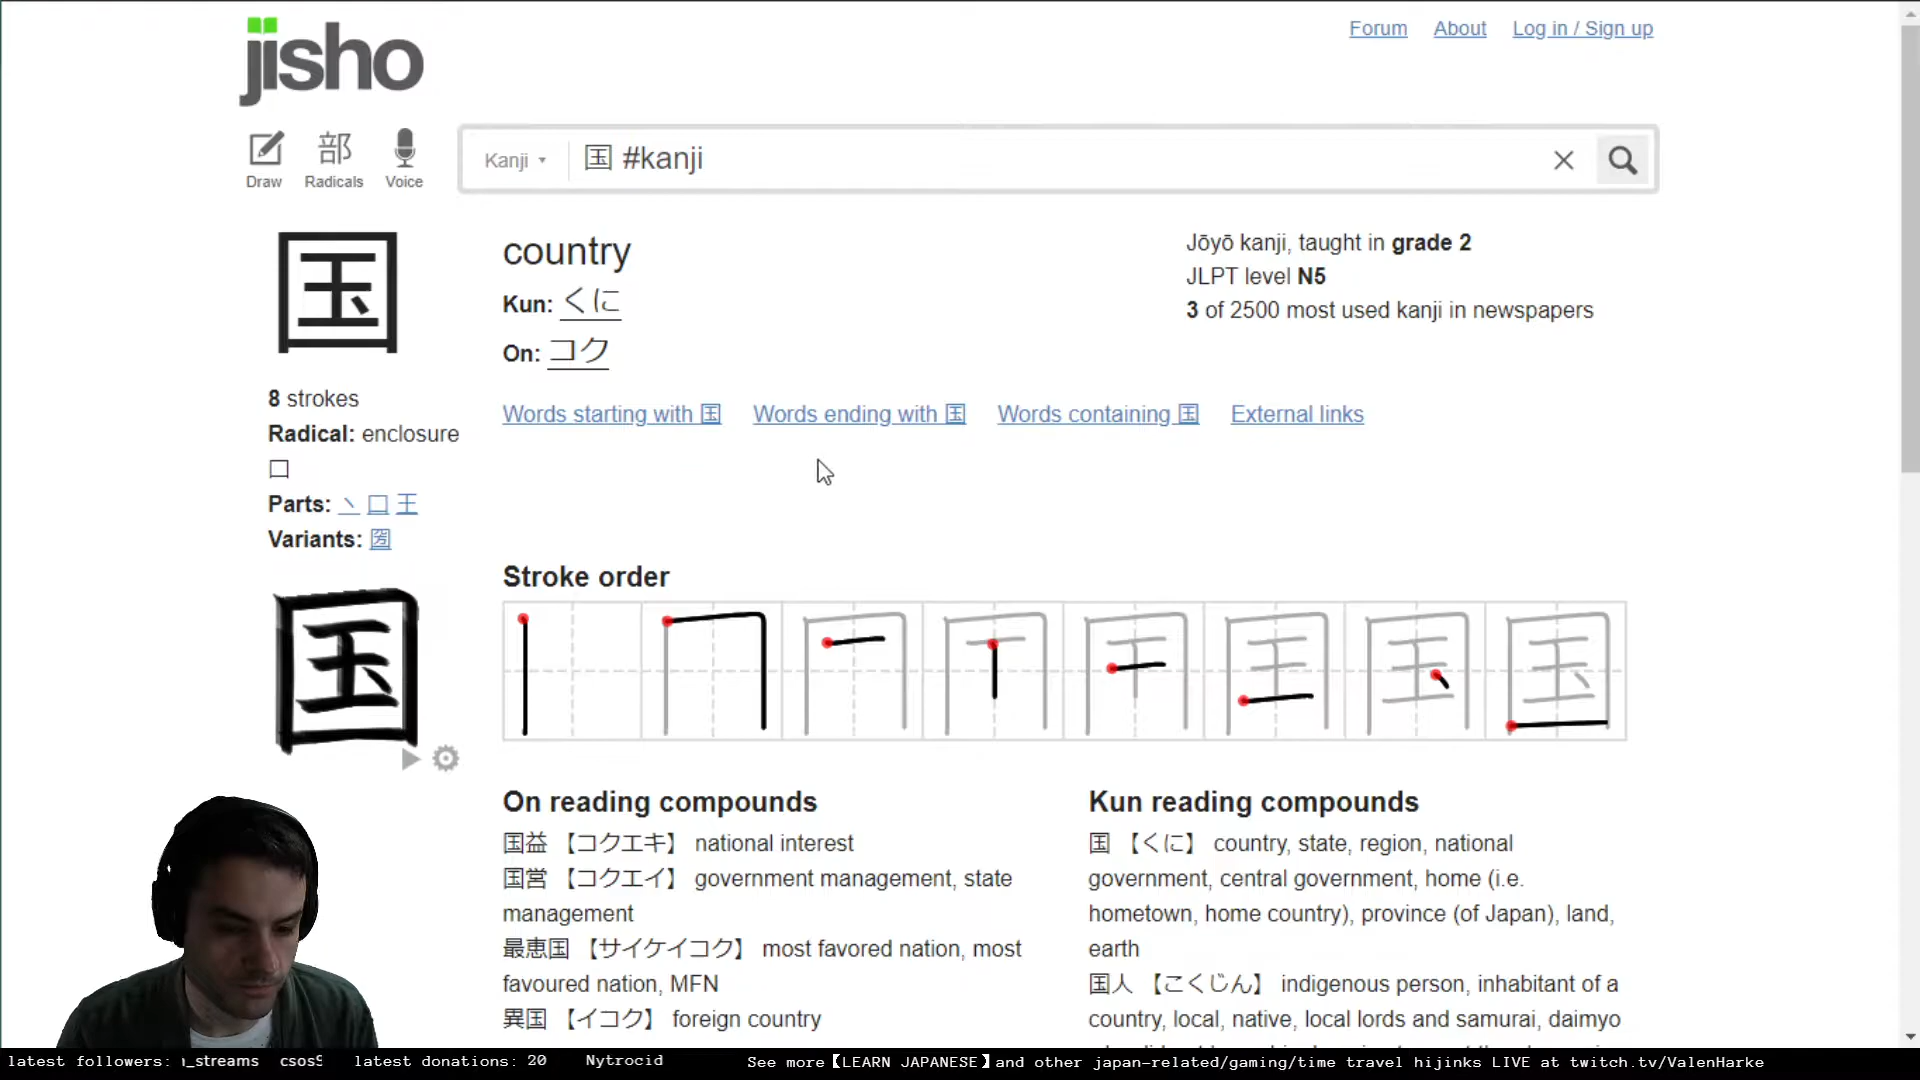 Forum About Log in / Sign up
jisho
Draw
部
Radicals
Voice
Kanji
国 #kanji
国
country
Kun: くに
On: コク
Jōyō kanji, taught in grade 2
JLPT level N5
3 of 2500 most used kanji in newspapers
8 strokes
Radical: enclosure
囗
Parts: 丶 囗 王
Variants: 圀
Words starting with 国 Words ending with 国 Words containing 国 External links
国
Stroke order
On reading compounds
国益 【コクエキ】 national interest
国営 【コクエイ】 government management, state
management
最恵国 【サイケイコク】 most favored nation, most
favoured nation, MFN
異国 【イコク】 foreign country
Kun reading compounds
国 【くに】 country, state, region, national
government, central government, home (i.e.
hometown, home country), province (of Japan), land,
earth
国人 【こくじん】 indigenous person, inhabitant of a
country, local, native, local lords and samurai, daimyo
latest followers: _streams csos latest donations: 20 Nytrocid See more【LEARN JAPANESE】and other japan-related/gaming/time travel hijinks LIVE at twitch.tv/ValenHarke